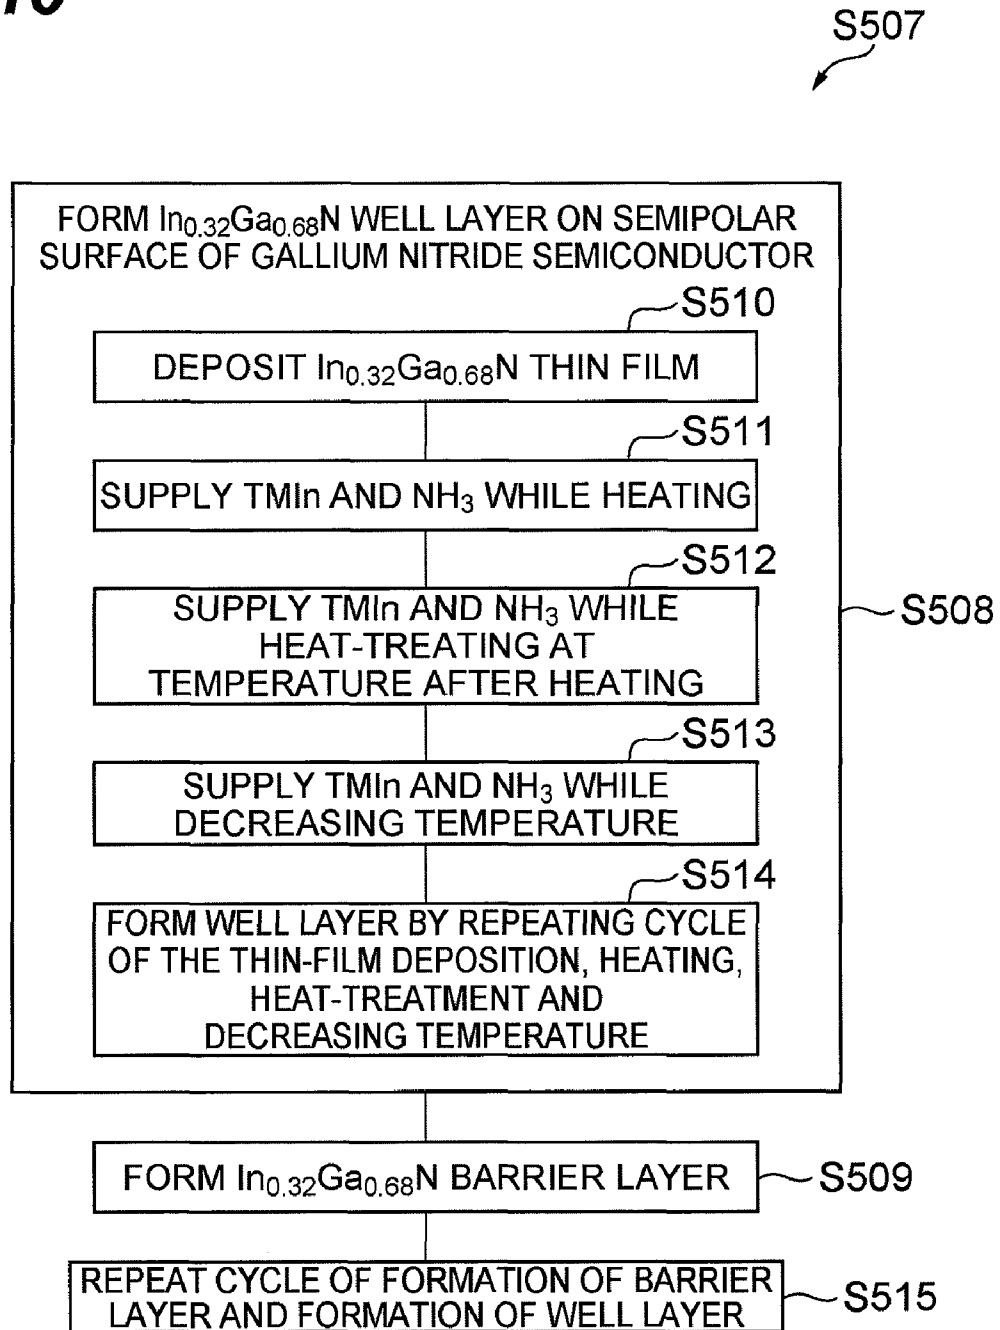 S507
FORM In0.32Ga0.68N WELL LAYER ON SEMIPOLAR
SURFACE OF GALLIUM NITRIDE SEMICONDUCTOR
S510
DEPOSIT In0.32Ga0.68N THIN FILM
S511
SUPPLY TMIn AND NH3 WHILE HEATING
S512
SUPPLY TMIn AND NH3 WHILE
HEAT-TREATING AT
TEMPERATURE AFTER HEATING
S508
S513
SUPPLY TMIn AND NH3 WHILE
DECREASING TEMPERATURE
S514
FORM WELL LAYER BY REPEATING CYCLE
OF THE THIN-FILM DEPOSITION, HEATING,
HEAT-TREATMENT AND
DECREASING TEMPERATURE
FORM In0.32Ga0.68N BARRIER LAYER
S509
REPEAT CYCLE OF FORMATION OF BARRIER
LAYER AND FORMATION OF WELL LAYER
S515